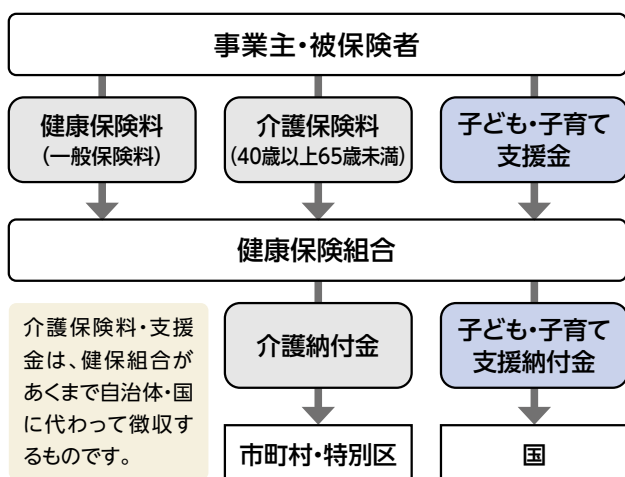 事業主・被保険者
健康保険料
(一般保険料)
介護保険料
(40歳以上65歳未満)
子ども・子育て
支援金
健康保険組合
介護保険料・支援
金は、健保組合が
あくまで自治体・国
に代わって徴収す
るものです。
介護納付金
子ども・子育て
支援納付金
市町村・特別区
国